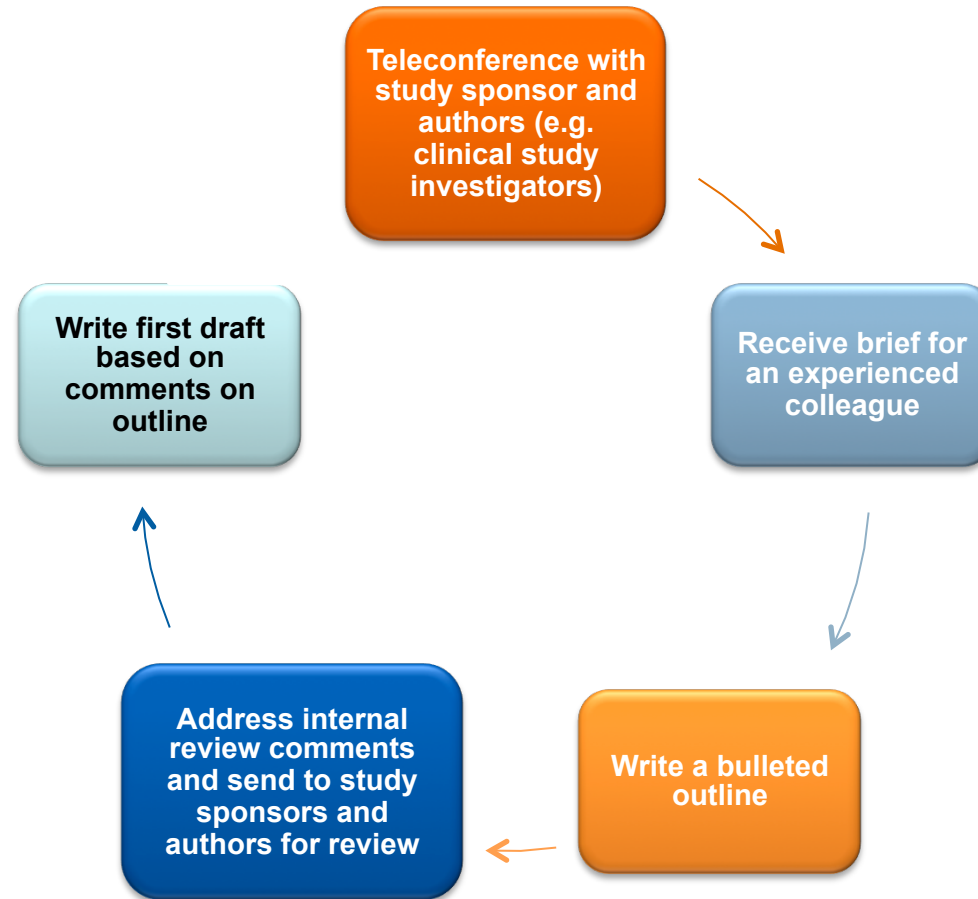 Teleconference with
study sponsor and
authors (e.g.
clinical study
investigators)
Receive brief for
an experienced
colleague
Write a bulleted
outline
Address internal
review comments
and send to study
sponsors and
authors for review
Write first draft
based on
comments on
outline